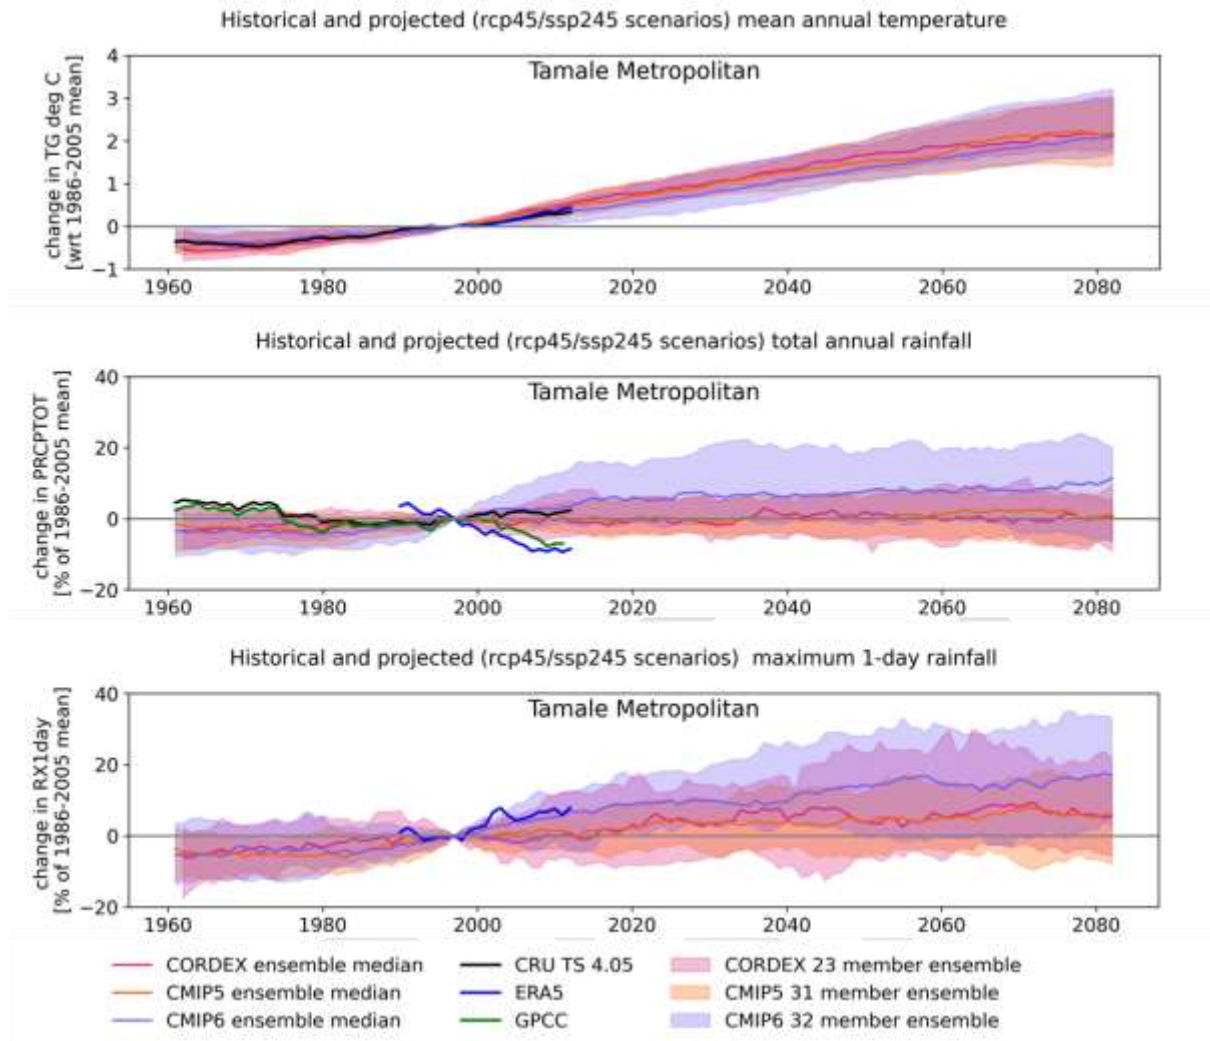 Historical and projected (rcp45/ssp245 scenarios) mean annual temperature
Tamale Metropolitan
change in TG deg C
[wrt 1986-2005 mean]
4
3
2
1
0
−1
1960 1980 2000 2020 2040 2060 2080
Historical and projected (rcp45/ssp245 scenarios) total annual rainfall
Tamale Metropolitan
change in PRCPTOT
[% of 1986-2005 mean]
40
20
0
−20
1960 1980 2000 2020 2040 2060 2080
Historical and projected (rcp45/ssp245 scenarios) maximum 1-day rainfall
Tamale Metropolitan
change in RX1day
[% of 1986-2005 mean]
40
20
0
−20
1960 1980 2000 2020 2040 2060 2080
CORDEX ensemble median CRU TS 4.05 CORDEX 23 member ensemble
CMIP5 ensemble median ERA5 CMIP5 31 member ensemble
CMIP6 ensemble median GPCC CMIP6 32 member ensemble